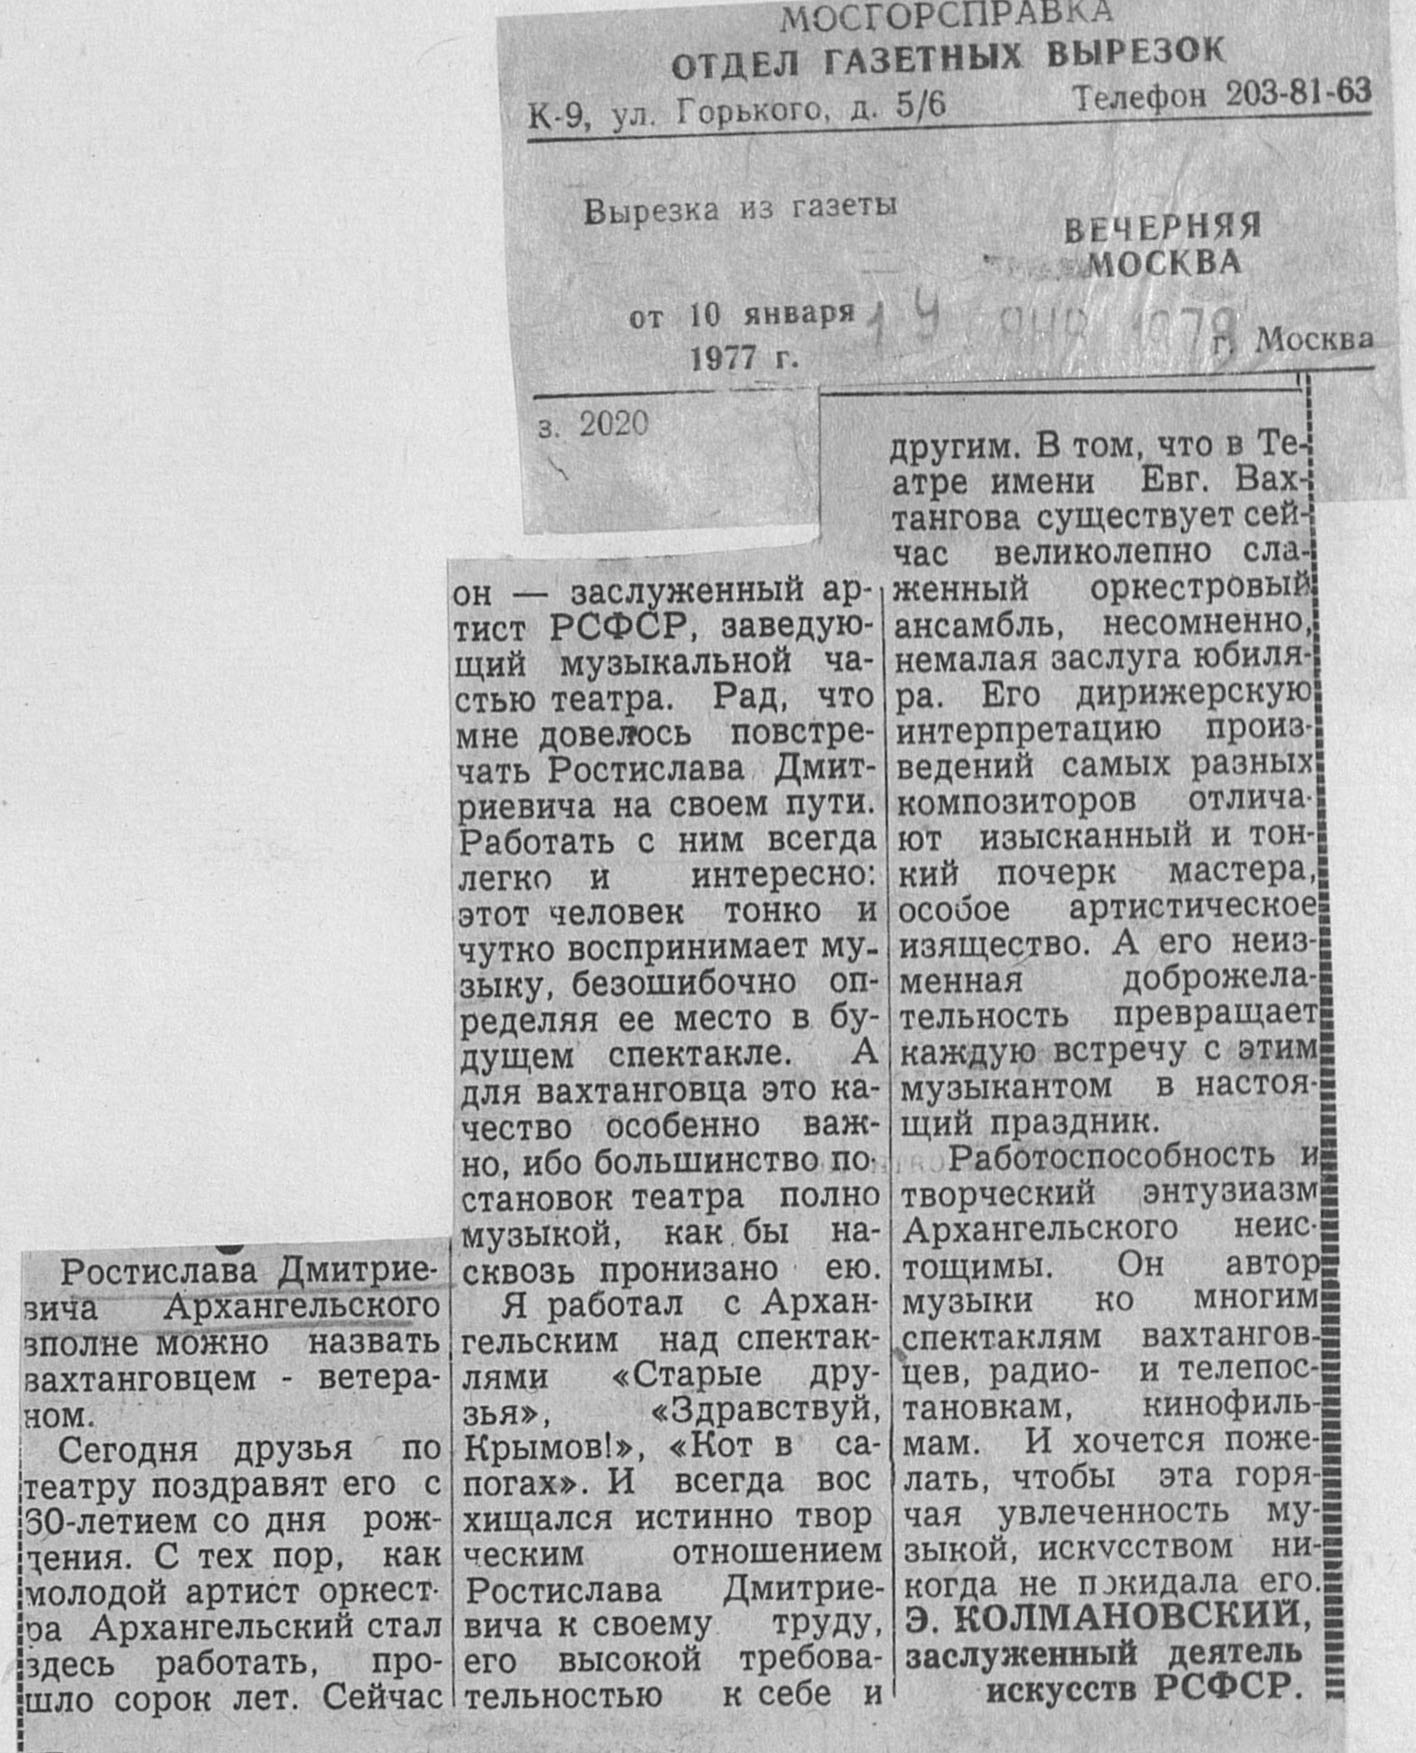 МОСГОРСПРАВКА
ОТДЕЛ ГАЗЕТНЫХ ВЫРЕЗОК
К-9, ул. Горького, д. 5/6 Телефон 203-81-63
Вырезка из газеты
ВЕЧЕРНЯЯ
МОСКВА
от 10 января
1977 г.
г. Москва
з. 2020
Ростислава Дмитрие-
вича Архангельского
вполне можно назвать
вахтанговцем - ветера-
ном.
Сегодня друзья по
театру поздравят его с
60-летием со дня рож-
дения. С тех пор, как
молодой артист оркест-
ра Архангельский стал
здесь работать, про-
шло сорок лет. Сейчас
он — заслуженный ар-
тист РСФСР, заведую-
щий музыкальной ча-
стью театра. Рад, что
мне довелось повстре-
чать Ростислава Дмит-
риевича на своем пути.
Работать с ним всегда
легко и интересно:
этот человек тонко и
чутко воспринимает му-
зыку, безошибочно оп-
ределяя ее место в бу-
дущем спектакле. А
для вахтанговца это ка-
чество особенно важ-
но, ибо большинство по-
становок театра полно
музыкой, как бы на-
сквозь пронизано ею.
Я работал с Архан-
гельским над спектак-
лями «Старые дру-
зья», «Здравствуй,
Крымов!», «Кот в са-
погах». И всегда вос
хищался истинно твор
ческим отношением
Ростислава Дмитрие-
вича к своему труду,
его высокой требова-
тельностью к себе и
другим. В том, что в Те-
атре имени Евг. Вах-
тангова существует сей-
час великолепно сла-
женный оркестровый
ансамбль, несомненно,
немалая заслуга юбиля-
ра. Его дирижерскую
интерпретацию произ-
ведений самых разных
композиторов отлича-
ют изысканный и тон-
кий почерк мастера,
особое артистическое
изящество. А его неиз-
менная доброжела-
тельность превращает
каждую встречу с этим
музыкантом в настоя-
щий праздник.
Работоспособность и
творческий энтузиазм
Архангельского неис-
тощимы. Он автор
музыки ко многим
спектаклям вахтангов-
цев, радио- и телепос-
тановкам, кинофиль-
мам. И хочется поже-
лать, чтобы эта горя-
чая увлеченность му-
зыкой, искусством ни-
когда не покидала его.
Э. КОЛМАНОВСКИЙ,
заслуженный деятель
искусств РСФСР.